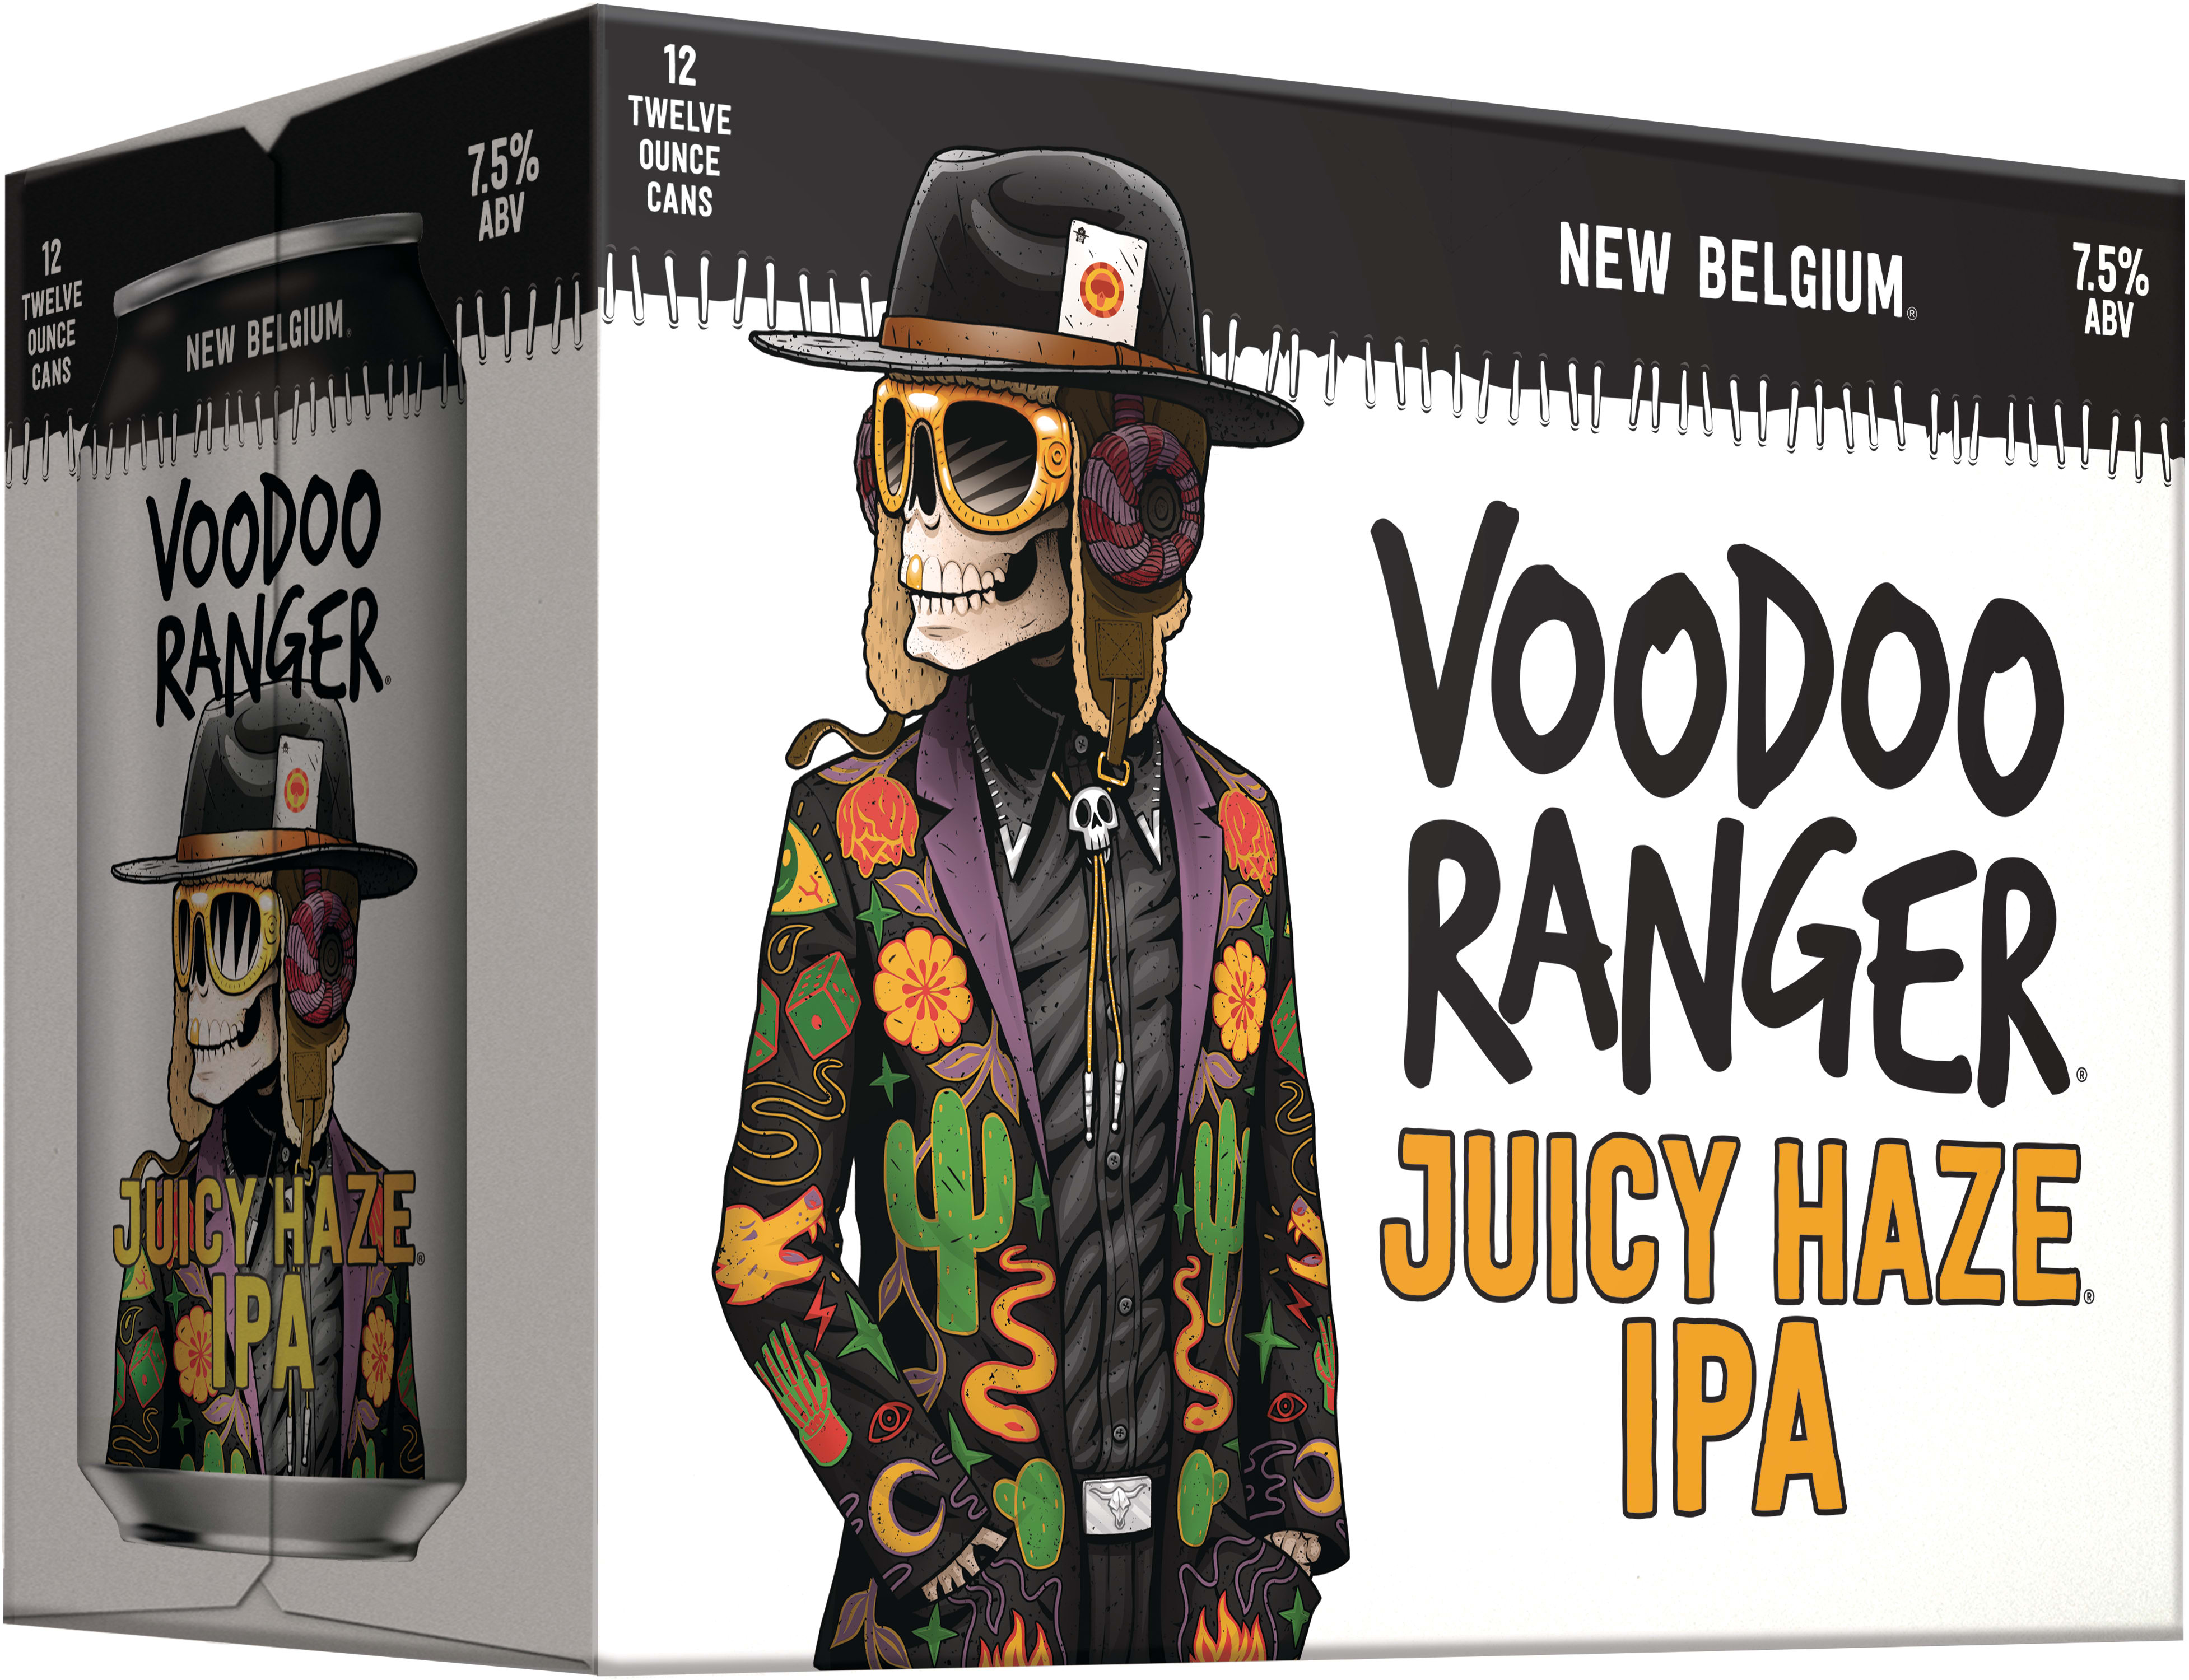 12
TWELVE
OUNCE
CANS
7.5%
ABV
NEW BELGIUM®
VOODOO
RANGER®
JUICY HAZE®
IPA
12
TWELVE
OUNCE
CANS
NEW BELGIUM®
7.5%
ABV
VOODOO
RANGER®
JUICY HAZE®
IPA